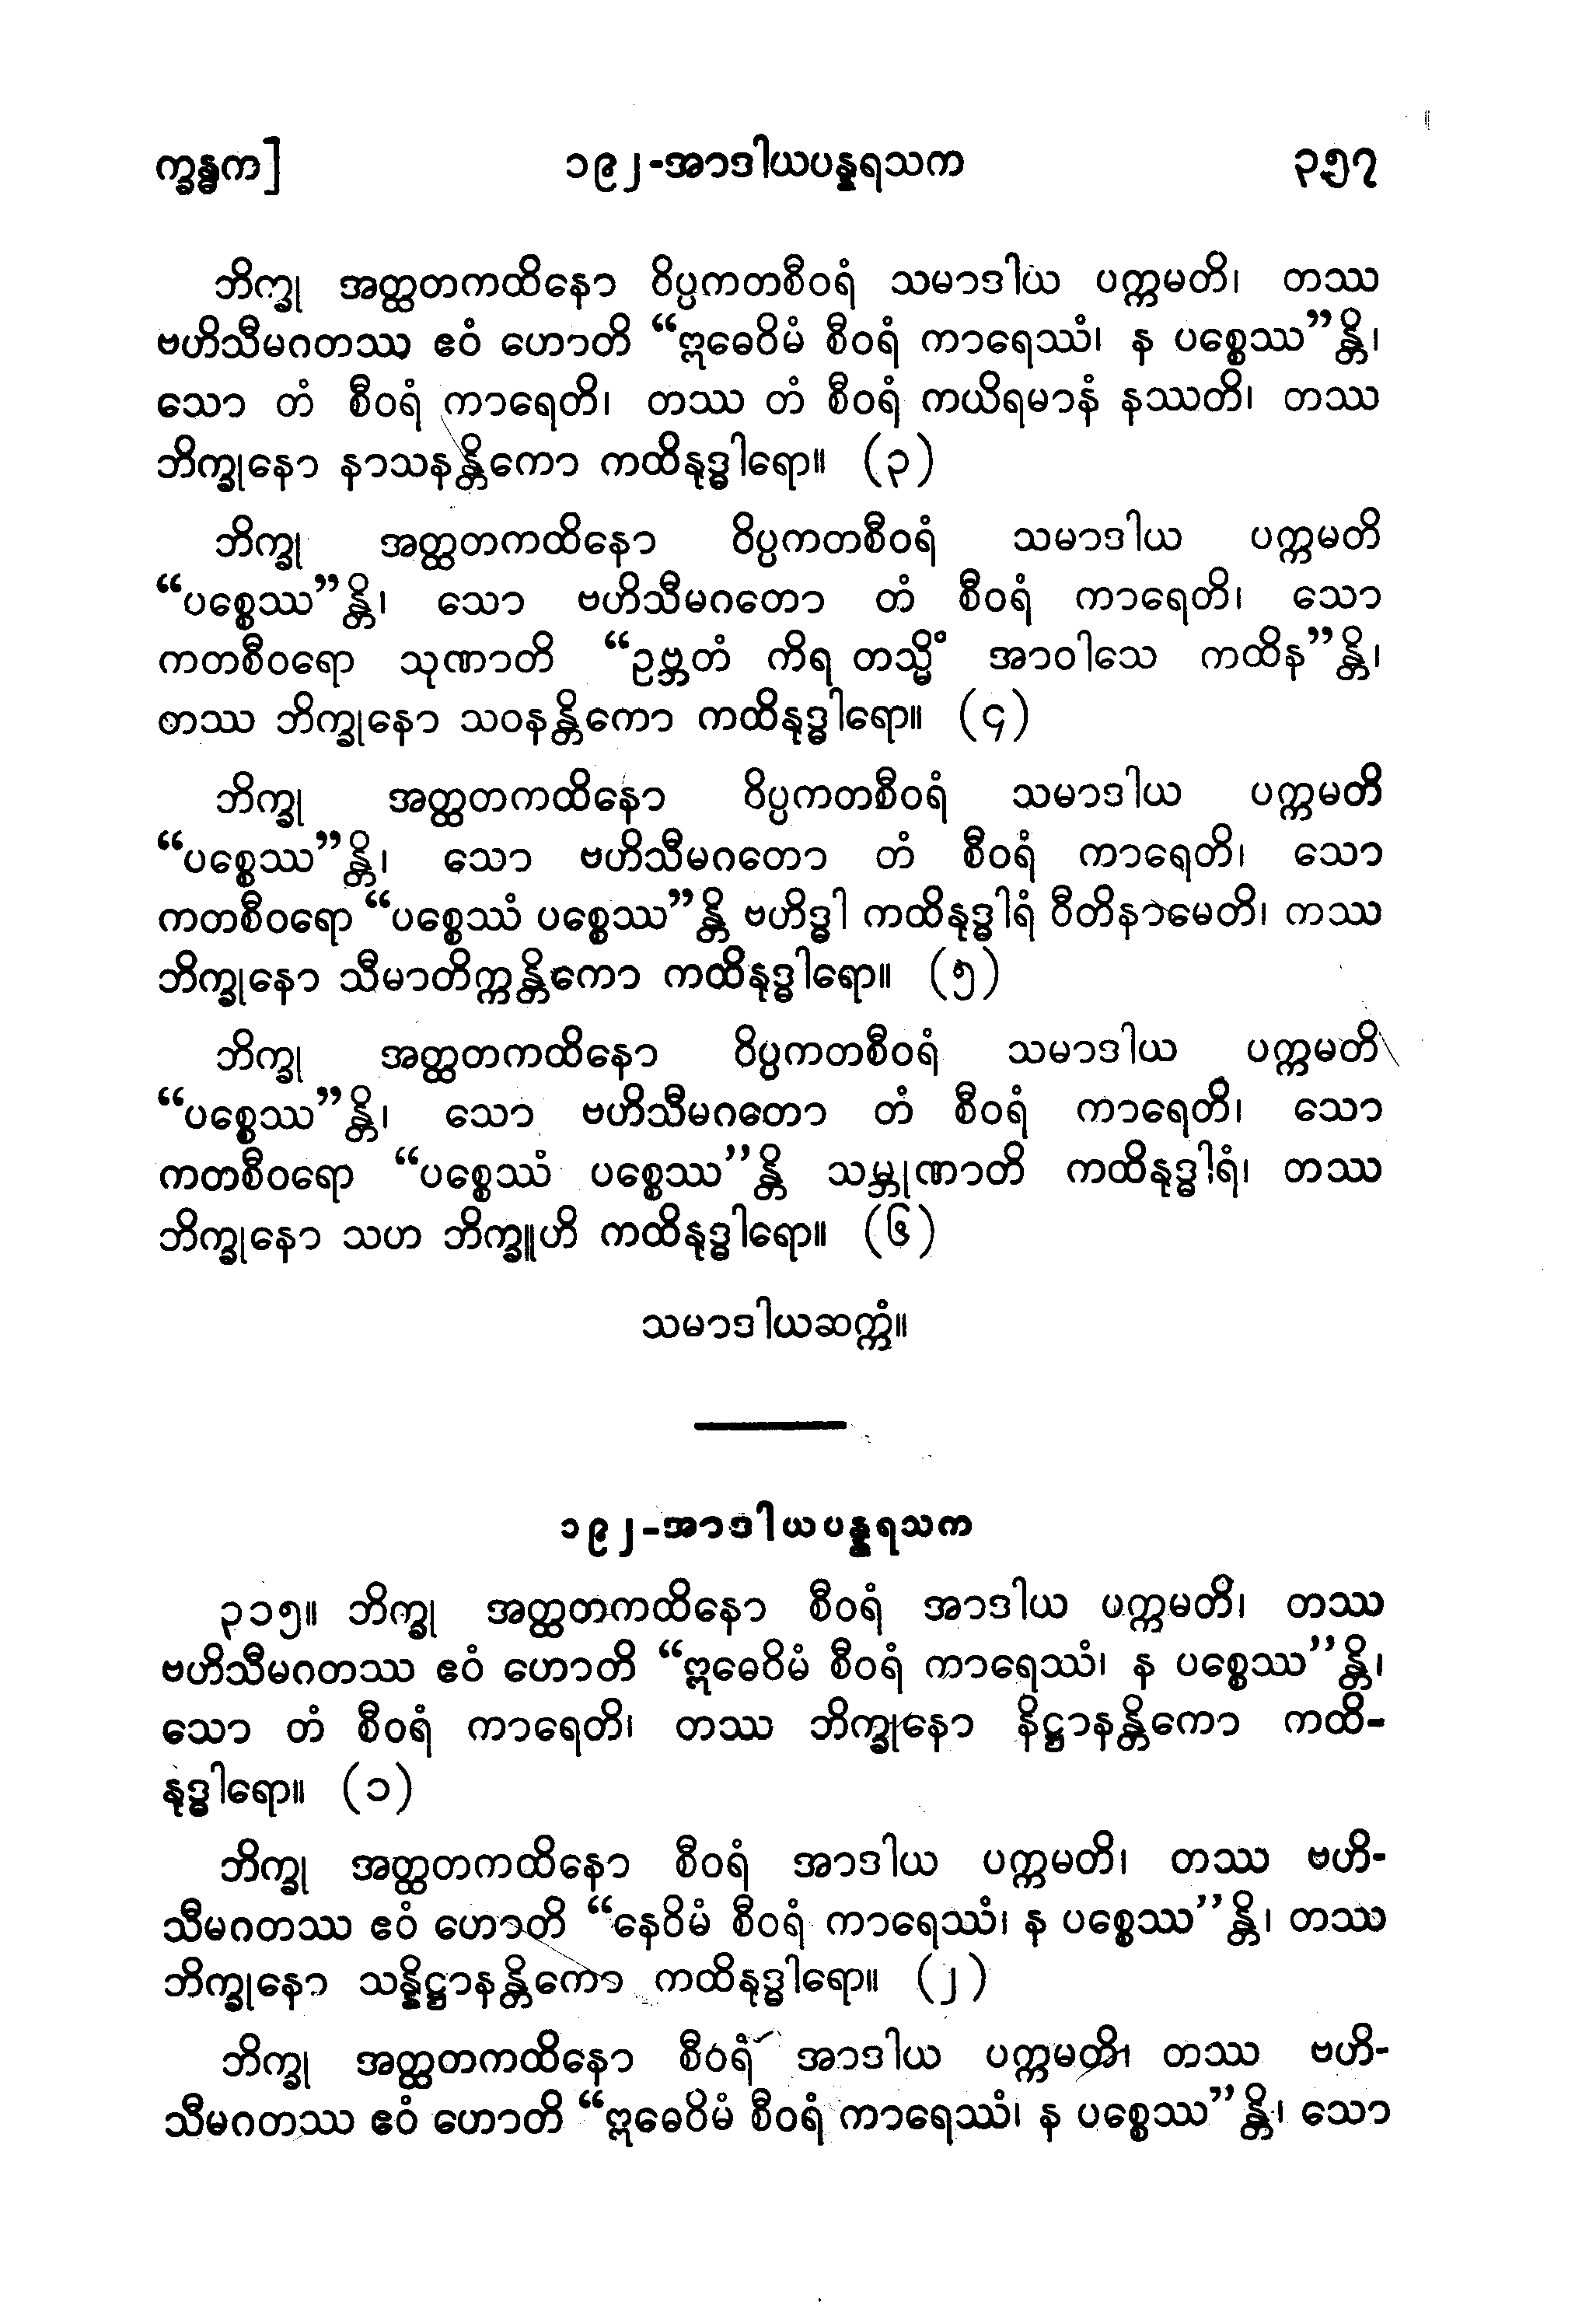 က္ခန္ဓက]
၁၉၂-အာဒါယပန္နရသက
၃၅၇
ဘိက္ခု အတ္ထတကထိနော ဝိပ္ပကတစီဝရံ သမာဒါယ ပက္ကမတိ၊ တဿ
ဗဟိသီမဂတဿ ဧဝံ ဟောတိ “ဣဓေဝိမံ စီဝရံ ကာရေဿံ၊ န ပစ္စေဿ”န္တိ၊
သော တံ စီဝရံ ကာရေတိ၊ တဿ တံ စီဝရံ ကယိရမာနံ နဿတိ၊ တဿ
ဘိက္ခုနော နာသနန္တိကော ကထိနုဒ္ဓါရော။ (၃)
ဘိက္ခု အတ္ထတကထိနော ဝိပ္ပကတစီဝရံ သမာဒါယ ပက္ကမတိ
“ပစ္စေဿ”န္တိ၊ သော ဗဟိသီမဂတော တံ စီဝရံ ကာရေတိ၊ သော
ကတစီဝရော သုဏာတိ “ဥဗ္ဘတံ ကိရ တသ္မိံ အာဝါသေ ကထိန”န္တိ၊
တဿ ဘိက္ခုနော သဝနန္တိကော ကထိနုဒ္ဓါရော။ (၄)
ဘိက္ခု အတ္ထတကထိနော ဝိပ္ပကတစီဝရံ သမာဒါယ ပက္ကမတိ
“ပစ္စေဿ”န္တိ၊ သော ဗဟိသီမဂတော တံ စီဝရံ ကာရေတိ၊ သော
ကတစီဝရော “ပစ္စေဿံ ပစ္စေဿ”န္တိ ဗဟိဒ္ဓါ ကထိနုဒ္ဓါရံ ဝီတိနာမေတိ၊ ကဿ
ဘိက္ခုနော သီမာတိက္ကန္တိကော ကထိနုဒ္ဓါရော။ (၅)
ဘိက္ခု အတ္ထတကထိနော ဝိပ္ပကတစီဝရံ သမာဒါယ ပက္ကမတိ
“ပစ္စေဿ”န္တိ၊ သော ဗဟိသီမဂတော တံ စီဝရံ ကာရေတိ၊ သော
ကတစီဝရော “ပစ္စေဿံ ပစ္စေဿ”န္တိ သမ္ဘုဏာတိ ကထိနုဒ္ဓါရံ၊ တဿ
ဘိက္ခုနော သဟ ဘိက္ခူဟိ ကထိနုဒ္ဓါရော။ (၆)
သမာဒါယဆက္ကံ။
၁၉၂-အာဒါယပန္နရသက
၃၁၅။ ဘိက္ခု အတ္ထတကထိနော စီဝရံ အာဒါယ ပက္ကမတိ၊ တဿ
ဗဟိသီမဂတဿ ဧဝံ ဟောတိ “ဣဓေဝိမံ စီဝရံ ကာရေဿံ၊ န ပစ္စေဿ”န္တိ၊
သော တံ စီဝရံ ကာရေတိ၊ တဿ ဘိက္ခုနော နိဋ္ဌာနန္တိကော ကထိ-
နုဒ္ဓါရော။ (၁)
ဘိက္ခု အတ္ထတကထိနော စီဝရံ အာဒါယ ပက္ကမတိ၊ တဿ ဗဟိ-
သီမဂတဿ ဧဝံ ဟောတိ “နေဝိမံ စီဝရံ ကာရေဿံ၊ န ပစ္စေဿ”န္တိ၊ တဿ
ဘိက္ခုနော သန္နိဋ္ဌာနန္တိကော ကထိနုဒ္ဓါရော။ (၂)
ဘိက္ခု အတ္ထတကထိနော စီဝရံ အာဒါယ ပက္ကမတိ၊ တဿ ဗဟိ-
သီမဂတဿ ဧဝံ ဟောတိ “ဣဓေဝိမံ စီဝရံ ကာရေဿံ၊ န ပစ္စေဿ”န္တိ၊ သော